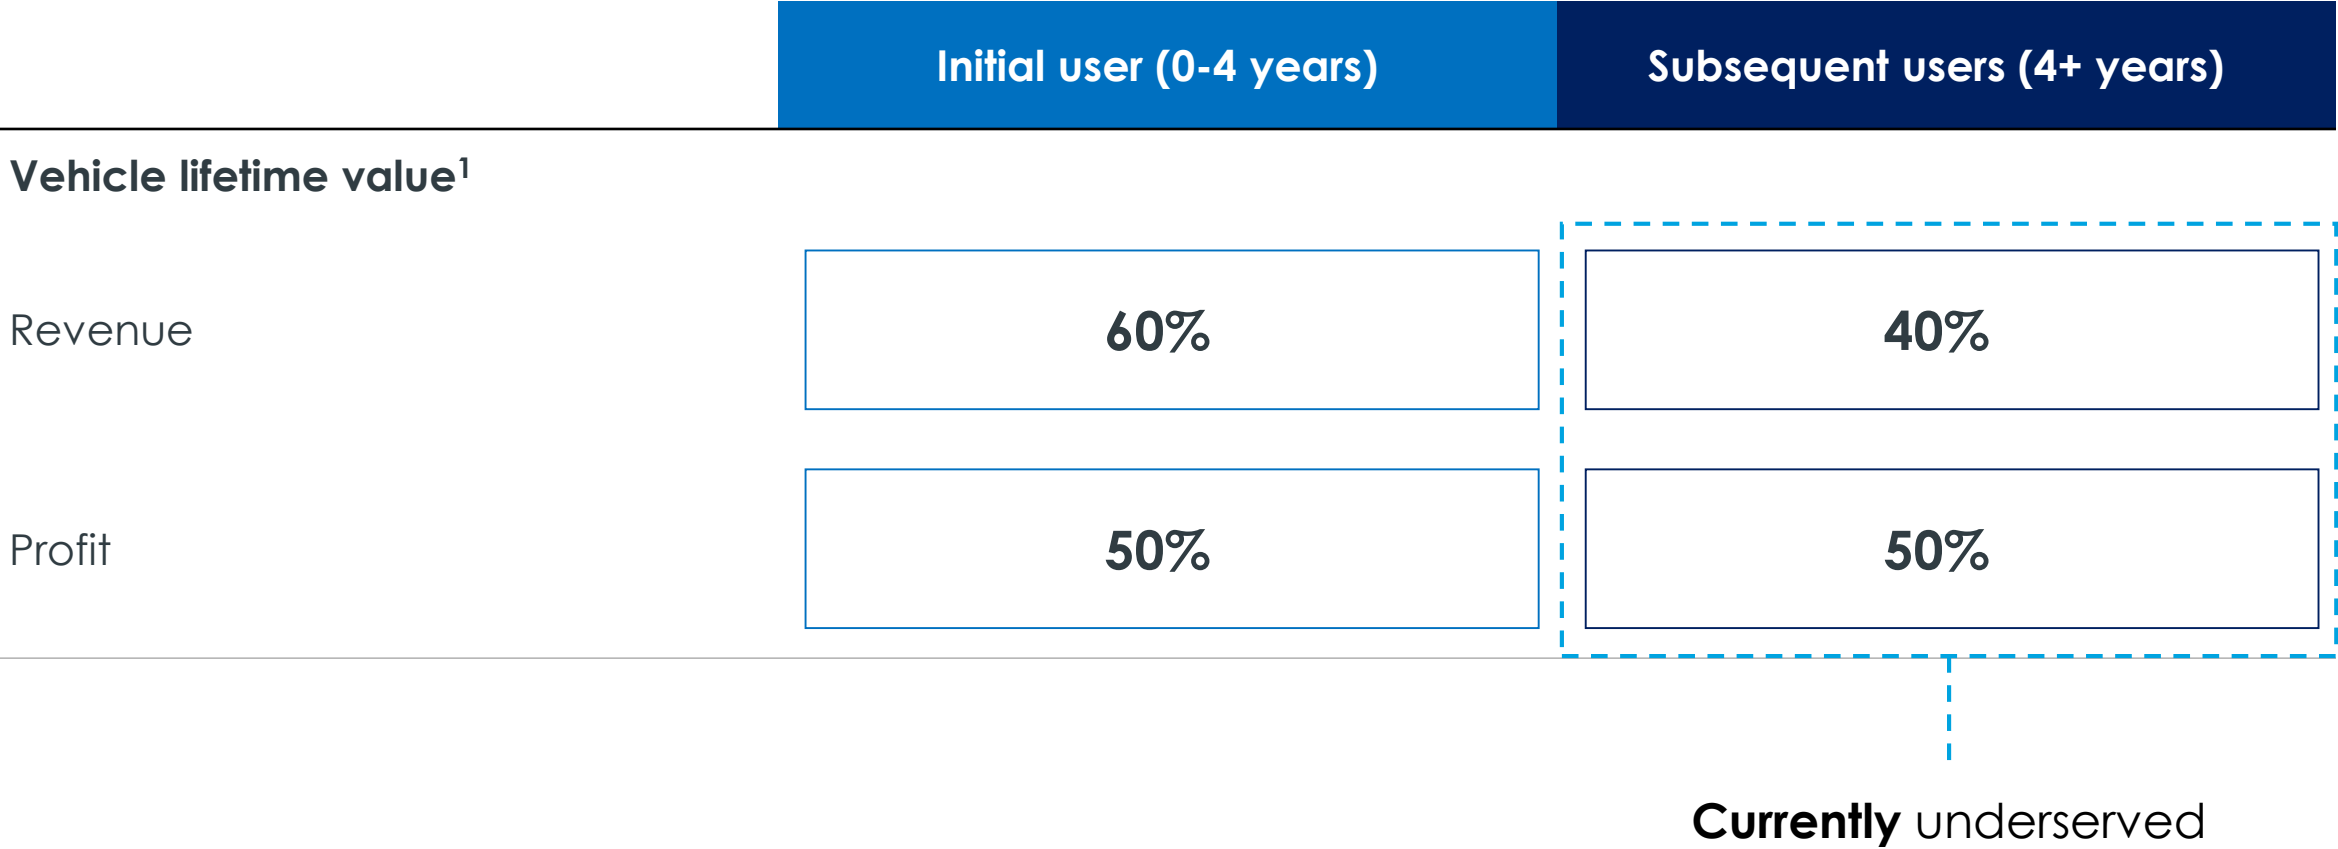 Initial user (0-4 years)
Subsequent users (4+ years)
Vehicle lifetime value¹
Revenue
60%
40%
Profit
50%
50%
Currently underserved